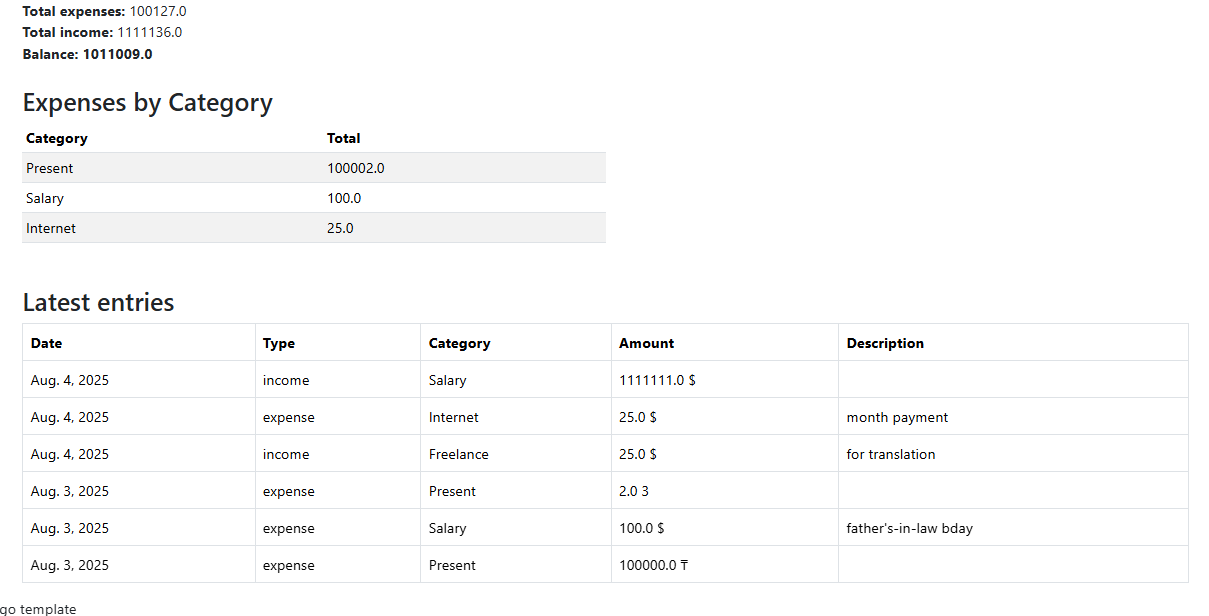 Total expenses: 100127.0
Total income: 1111136.0
Balance: 1011009.0
Expenses by Category
Category Total
Present 100002.0
Salary 100.0
Internet 25.0
Latest entries
Date Type Category Amount Description
Aug. 4, 2025 income Salary 1111111.0 $
Aug. 4, 2025 expense Internet 25.0 $ month payment
Aug. 4, 2025 income Freelance 25.0 $ for translation
Aug. 3, 2025 expense Present 2.0 3
Aug. 3, 2025 expense Salary 100.0 $ father's-in-law bday
Aug. 3, 2025 expense Present 100000.0 ₸
go template